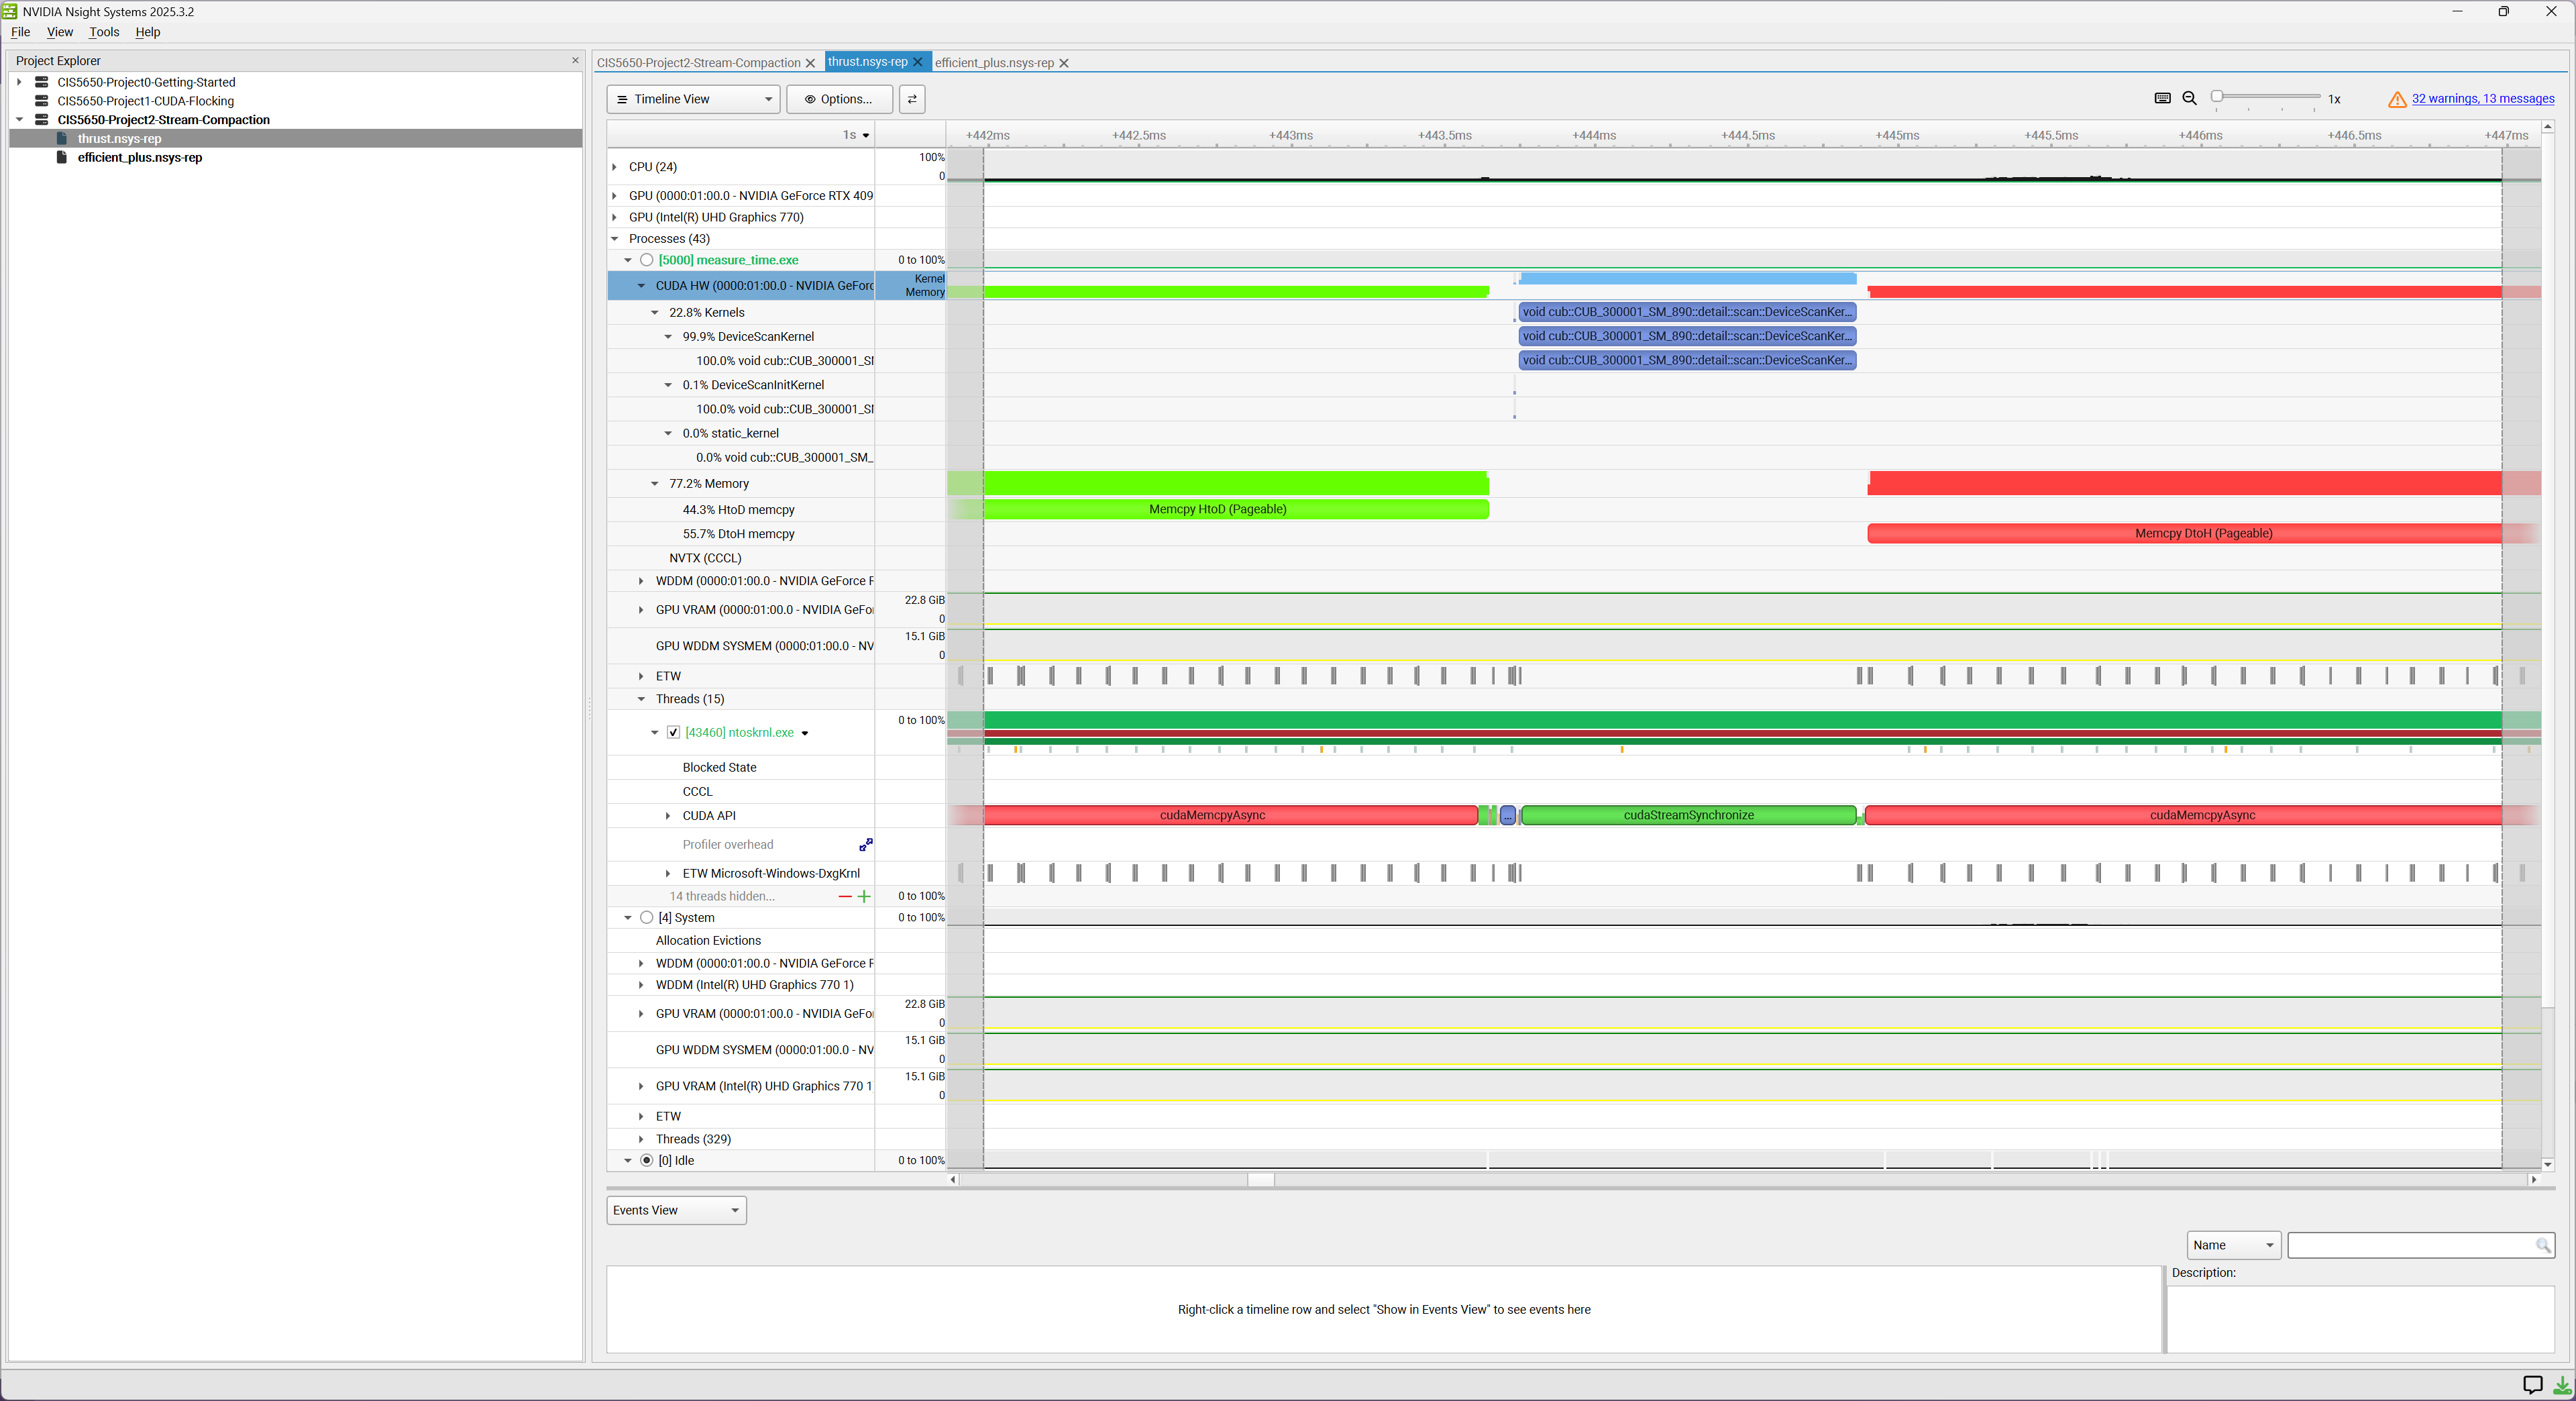 NVIDIA Nsight Systems 2025.3.2
File View Tools Help
Project Explorer
CIS5650-Project0-Getting-Started
CIS5650-Project1-CUDA-Flocking
CIS5650-Project2-Stream-Compaction
thrust.nsys-rep
efficient_plus.nsys-rep
CIS5650-Project2-Stream-Compaction thrust.nsys-rep efficient_plus.nsys-rep
Timeline View Options... 1x 32 warnings, 13 messages
1s +442ms +442.5ms +443ms +443.5ms +444ms +444.5ms +445ms +445.5ms +446ms +446.5ms +447ms
CPU (24) 100% 0
GPU (0000:01:00.0 - NVIDIA GeForce RTX 409
GPU (Intel(R) UHD Graphics 770)
Processes (43)
[5000] measure_time.exe 0 to 100%
CUDA HW (0000:01:00.0 - NVIDIA GeForc Kernel Memory
22.8% Kernels void cub::CUB_300001_SM_890::detail::scan::DeviceScanKer...
99.9% DeviceScanKernel void cub::CUB_300001_SM_890::detail::scan::DeviceScanKer...
100.0% void cub::CUB_300001_SI void cub::CUB_300001_SM_890::detail::scan::DeviceScanKer...
0.1% DeviceScanInitKernel
100.0% void cub::CUB_300001_SI
0.0% static_kernel
0.0% void cub::CUB_300001_SM_
77.2% Memory
44.3% HtoD memcpy Memcpy HtoD (Pageable)
55.7% DtoH memcpy Memcpy DtoH (Pageable)
NVTX (CCCL)
WDDM (0000:01:00.0 - NVIDIA GeForce F
GPU VRAM (0000:01:00.0 - NVIDIA GeFo 22.8 GiB 0
GPU WDDM SYSMEM (0000:01:00.0 - NV 15.1 GiB 0
ETW
Threads (15)
[43460] ntoskrnl.exe 0 to 100%
Blocked State
CCCL
CUDA API cudaMemcpyAsync ... cudaStreamSynchronize cudaMemcpyAsync
Profiler overhead
ETW Microsoft-Windows-DxgKrnl
14 threads hidden... 0 to 100%
[4] System 0 to 100%
Allocation Evictions
WDDM (0000:01:00.0 - NVIDIA GeForce F
WDDM (Intel(R) UHD Graphics 770 1)
GPU VRAM (0000:01:00.0 - NVIDIA GeFo 22.8 GiB 0
GPU WDDM SYSMEM (0000:01:00.0 - NV 15.1 GiB 0
GPU VRAM (Intel(R) UHD Graphics 770 1 15.1 GiB 0
ETW
Threads (329)
[0] Idle 0 to 100%
Events View
Name
Description:
Right-click a timeline row and select "Show in Events View" to see events here